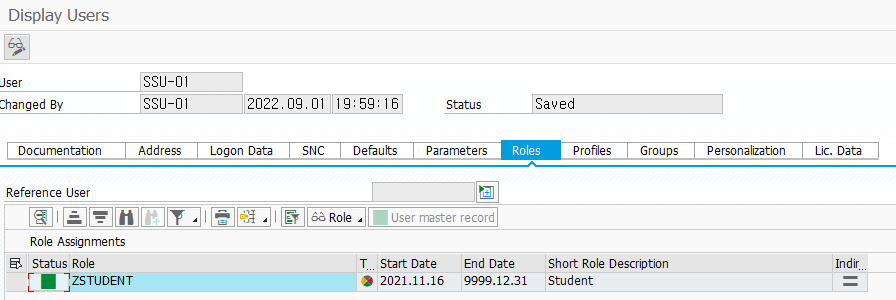 Display Users
User SSU-01
Changed By SSU-01 2022.09.01 19:59:16 Status Saved
Documentation Address Logon Data SNC Defaults Parameters Roles Profiles Groups Personalization Lic. Data
Reference User
Role User master record
Role Assignments
Status Role T... Start Date End Date Short Role Description Indir...
ZSTUDENT 2021.11.16 9999.12.31 Student